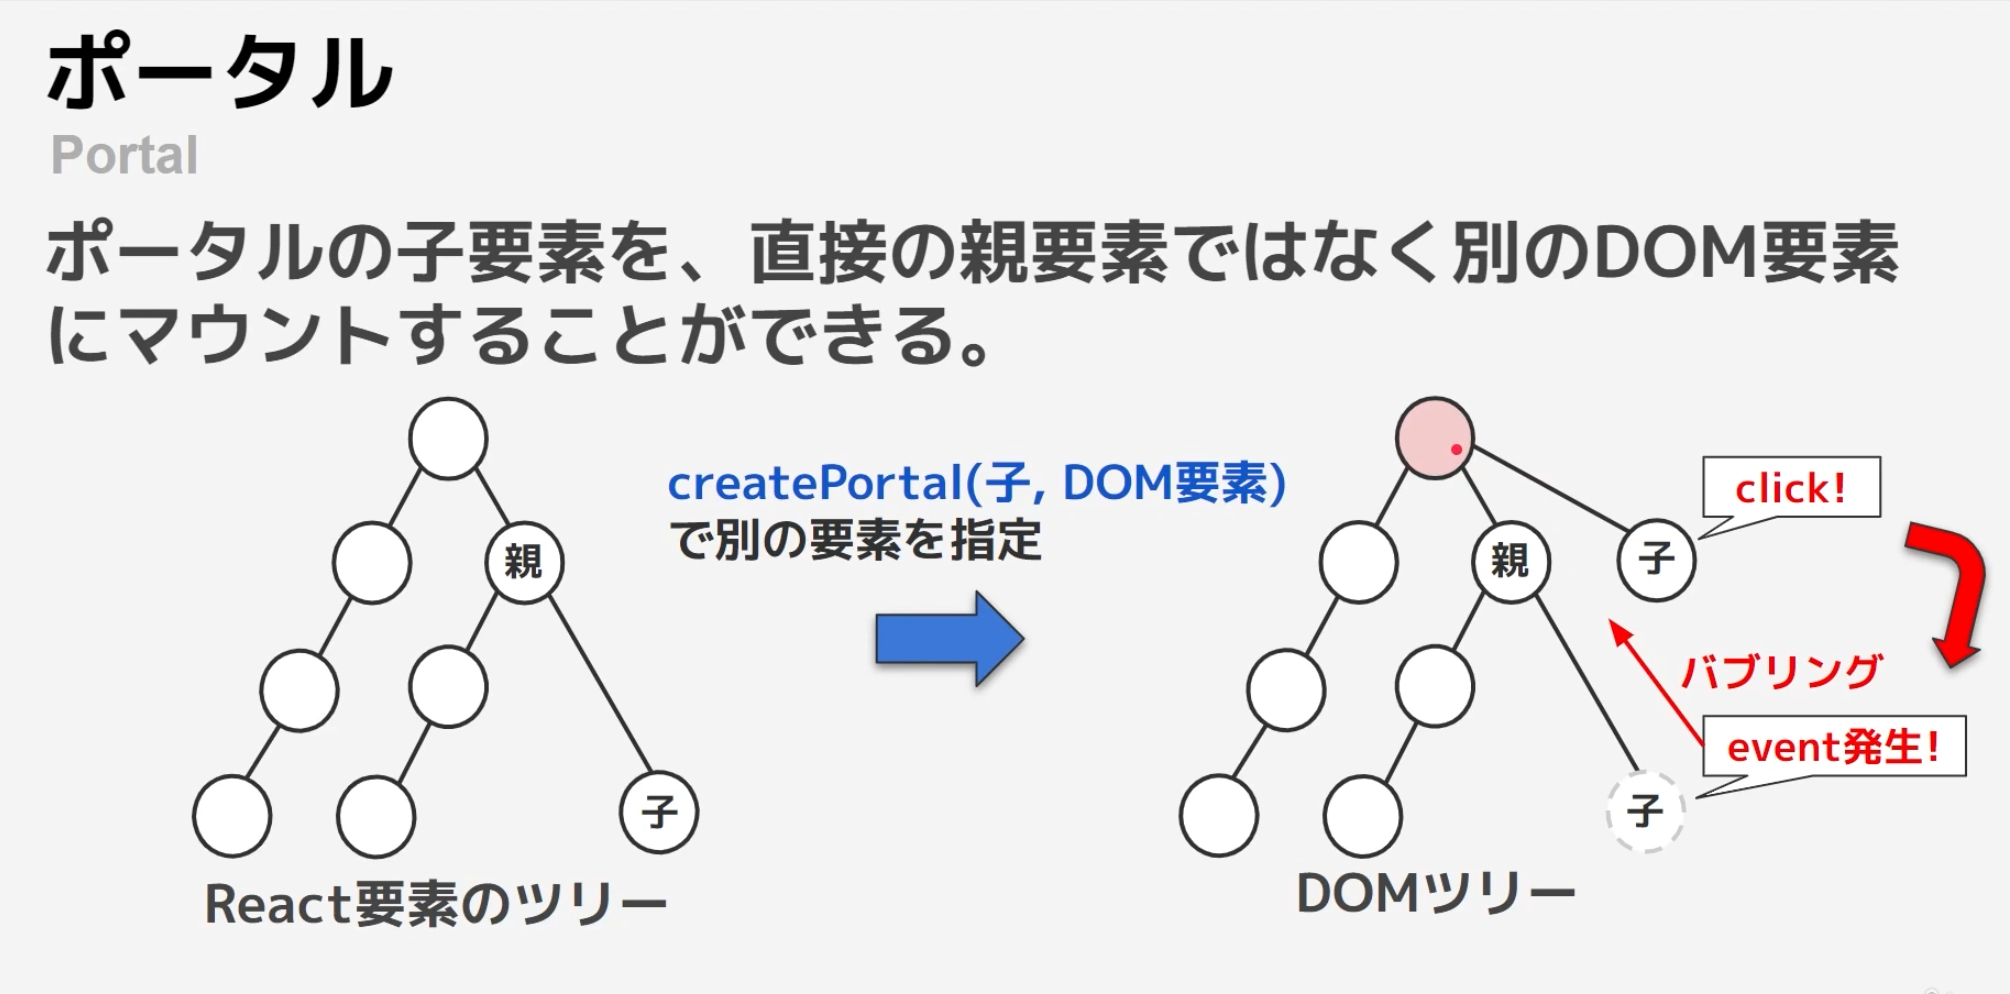 ポータル
Portal
ポータルの子要素を、直接の親要素ではなく別のDOM要素
にマウントすることができる。
親
子
React要素のツリー
createPortal(子, DOM要素)
で別の要素を指定
親
子
click!
バブリング
event発生!
子
DOMツリー